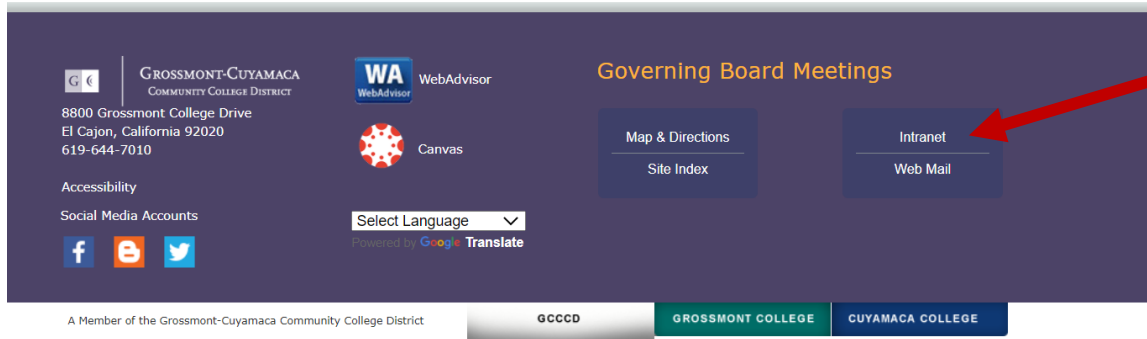 G C
GROSSMONT-CUYAMACA
COMMUNITY COLLEGE DISTRICT
8800 Grossmont College Drive
El Cajon, California 92020
619-644-7010
Accessibility
Social Media Accounts
WA
WebAdvisor
WebAdvisor
Canvas
Select Language
Powered by Google Translate
Governing Board Meetings
Map & Directions
Site Index
Intranet
Web Mail
A Member of the Grossmont-Cuyamaca Community College District
GCCCD
GROSSMONT COLLEGE
CUYAMACA COLLEGE